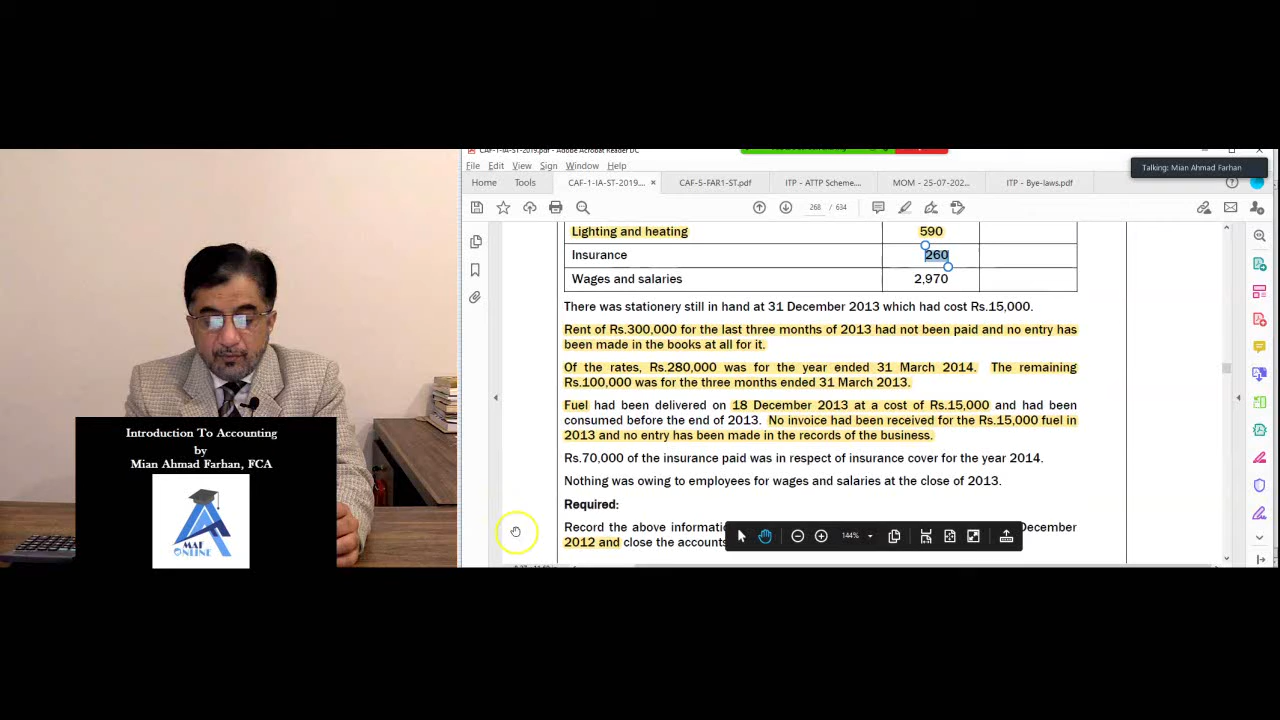 CAF-1-IA-ST-2019.pdf - Adobe Acrobat Reader DC
Talking: Mian Ahmad Farhan
File Edit View Sign Window Help
Home Tools CAF-1-IA-ST-2019... × CAF-5-FAR1-ST.pdf ITP - ATTP Scheme... MOM - 25-07-202... ITP - Bye-laws.pdf
268 / 634
Lighting and heating 590
Insurance 260
Wages and salaries 2,970
There was stationery still in hand at 31 December 2013 which had cost Rs.15,000.
Rent of Rs.300,000 for the last three months of 2013 had not been paid and no entry has
been made in the books at all for it.
Of the rates, Rs.280,000 was for the year ended 31 March 2014. The remaining
Rs.100,000 was for the three months ended 31 March 2013.
Fuel had been delivered on 18 December 2013 at a cost of Rs.15,000 and had been
consumed before the end of 2013. No invoice had been received for the Rs.15,000 fuel in
2013 and no entry has been made in the records of the business.
Rs.70,000 of the insurance paid was in respect of insurance cover for the year 2014.
Nothing was owing to employees for wages and salaries at the close of 2013.
Required:
Record the above informati December
2012 and close the accounts
144%
Introduction To Accounting
by
Mian Ahmad Farhan, FCA
MAF
ONLINE